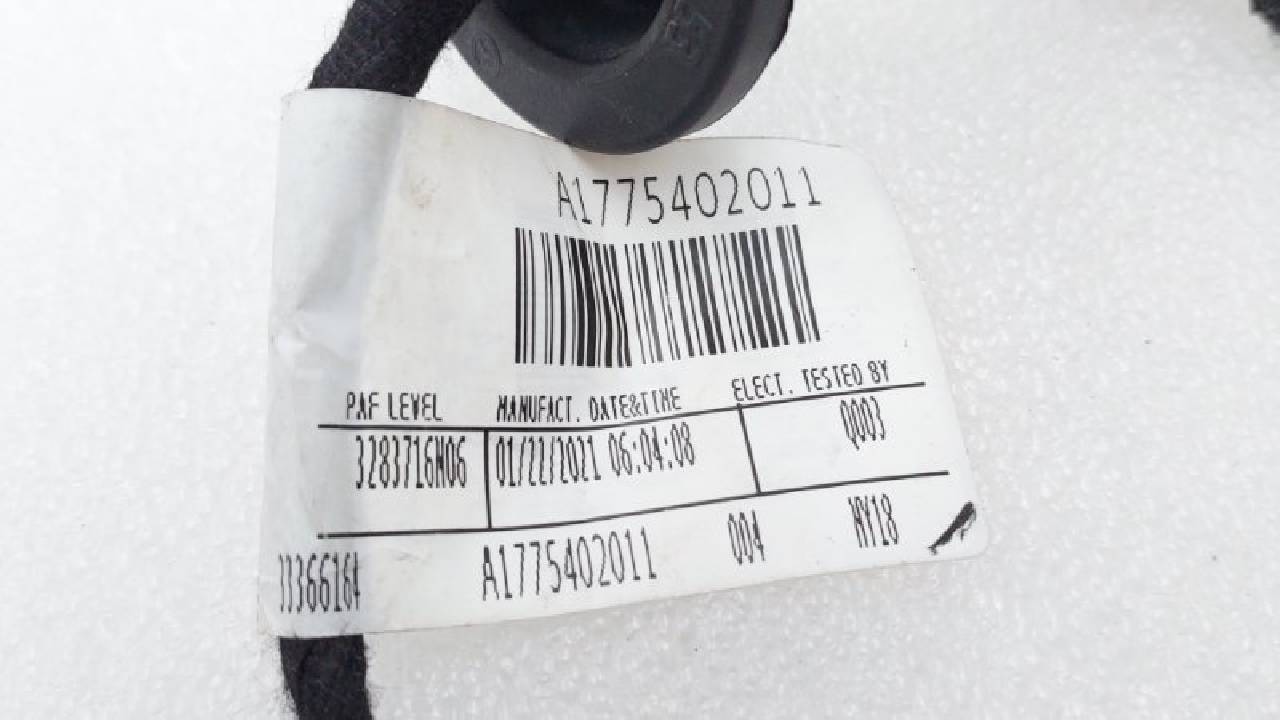 A1775402011
PAF LEVEL MANUFACT. DATE&TIME ELECT. TESTED BY
3283716N06 01/22/2021 06:04:08 Q003
33366164 A1775402011 004 NY18